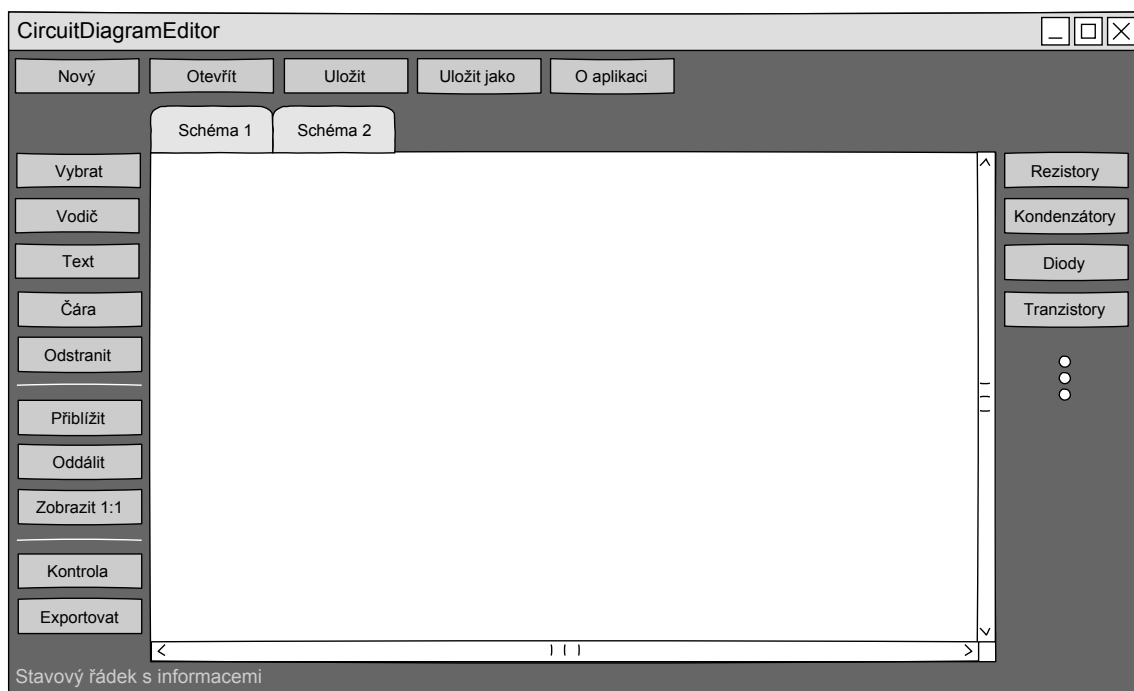 CircuitDiagramEditor
Nový Otevřít Uložit Uložit jako O aplikaci
Schéma 1 Schéma 2
Vybrat
Vodič
Text
Čára
Odstranit
Přiblížit
Oddálit
Zobrazit 1:1
Kontrola
Exportovat
Rezistory
Kondenzátory
Diody
Tranzistory
Stavový řádek s informacemi